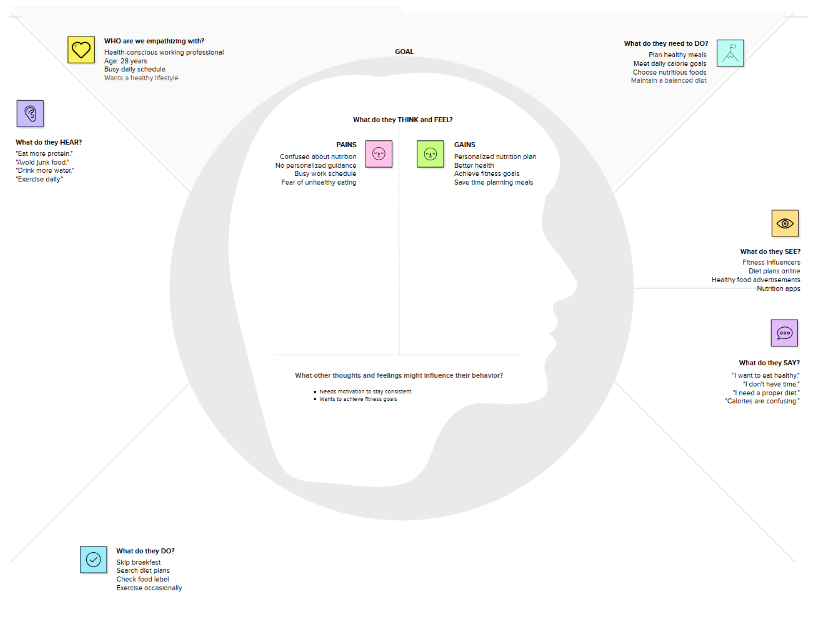 WHO are we empathizing with?
Health-conscious working professional
Age: 28 years
Busy daily schedule
Wants a healthy lifestyle
GOAL
What do they need to DO?
Plan healthy meals
Meet daily calorie goals
Choose nutritious foods
Maintain a balanced diet
What do they HEAR?
"Eat more protein."
"Avoid junk food."
"Drink more water."
"Exercise daily."
What do they THINK and FEEL?
PAINS
Confused about nutrition
No personalized guidance
Busy work schedule
Fear of unhealthy eating
GAINS
Personalized nutrition plan
Better health
Achieve fitness goals
Save time planning meals
What do they SEE?
Fitness influencers
Diet plans online
Healthy food advertisements
Nutrition apps
What do they SAY?
"I want to eat healthy."
"I don't have time."
"I need a proper diet."
"Calories are confusing."
What other thoughts and feelings might influence their behavior?
• Needs motivation to stay consistent
• Wants to achieve fitness goals
What do they DO?
Skip breakfast
Search diet plans
Check food label
Exercise occasionally